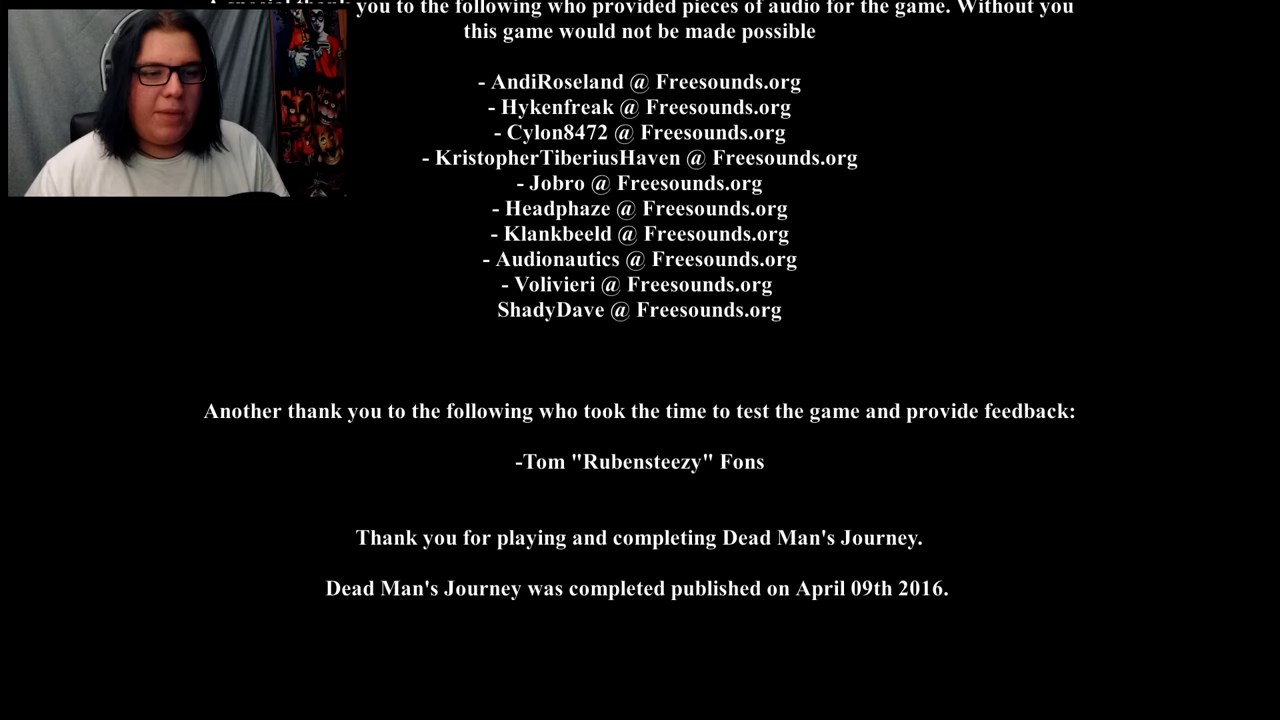 you to the following who provided pieces of audio for the game. Without you
this game would not be made possible
- AndiRoseland @ Freesounds.org
- Hykenfreak @ Freesounds.org
- Cylon8472 @ Freesounds.org
- KristopherTiberiusHaven @ Freesounds.org
- Jobro @ Freesounds.org
- Headphaze @ Freesounds.org
- Klankbeeld @ Freesounds.org
- Audionautics @ Freesounds.org
- Volivieri @ Freesounds.org
ShadyDave @ Freesounds.org
Another thank you to the following who took the time to test the game and provide feedback:
-Tom "Rubensteezy" Fons
Thank you for playing and completing Dead Man's Journey.
Dead Man's Journey was completed published on April 09th 2016.